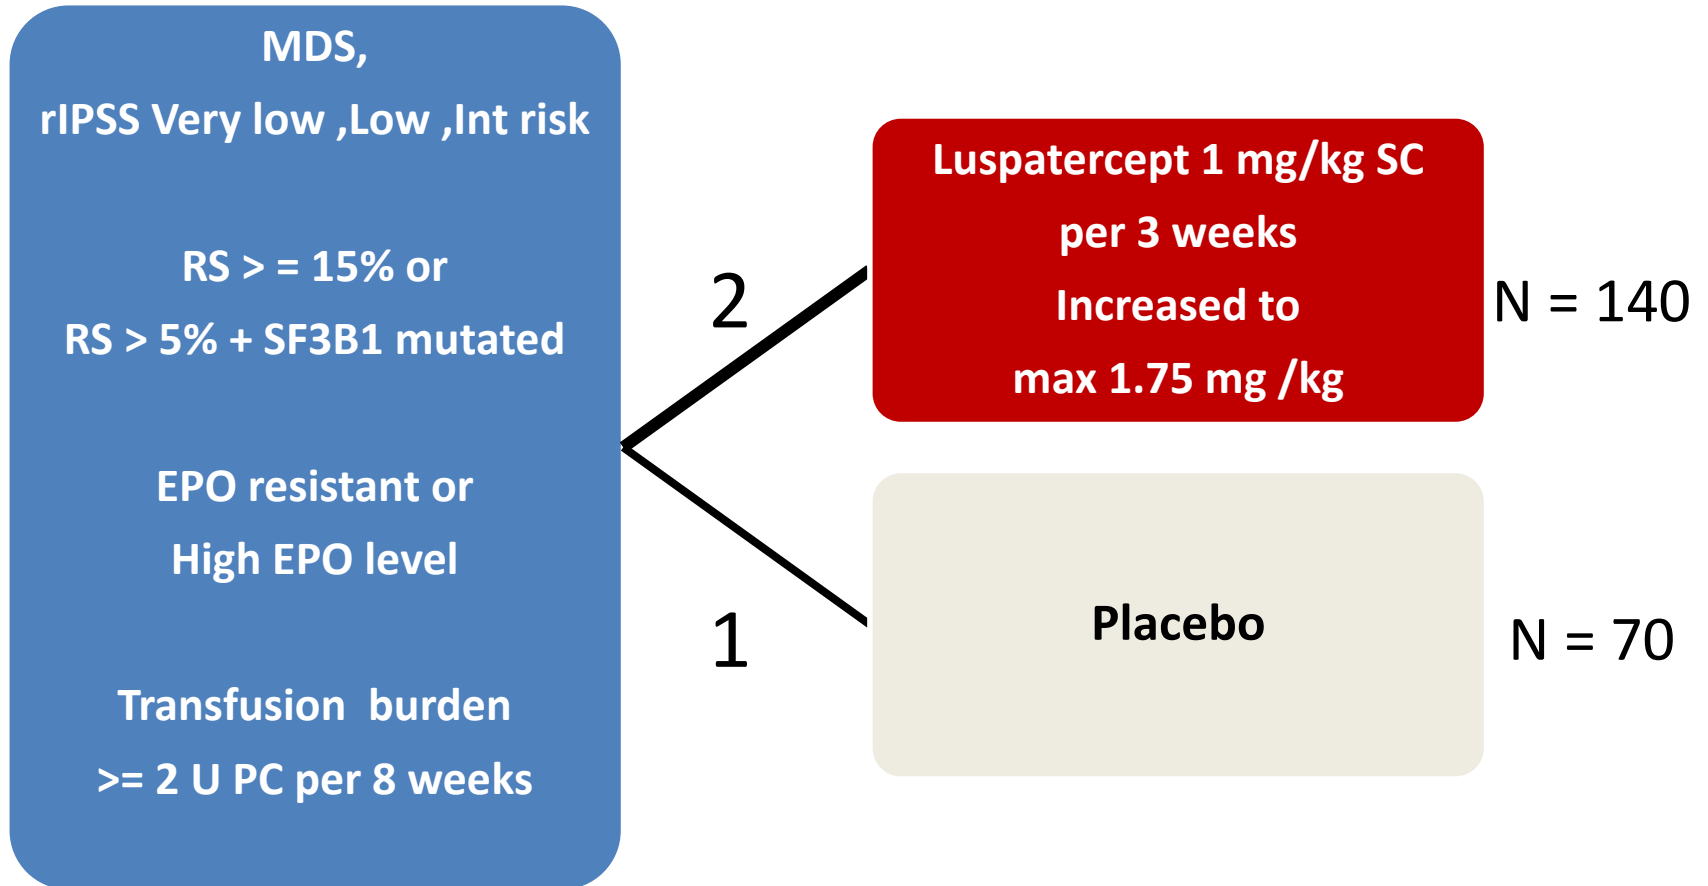 MDS,
rIPSS Very low ,Low ,Int risk
RS > = 15% or
RS > 5% + SF3B1 mutated
EPO resistant or
High EPO level
Transfusion burden
>= 2 U PC per 8 weeks
2
Luspatercept 1 mg/kg SC
per 3 weeks
Increased to
max 1.75 mg /kg
N = 140
1
Placebo
N = 70